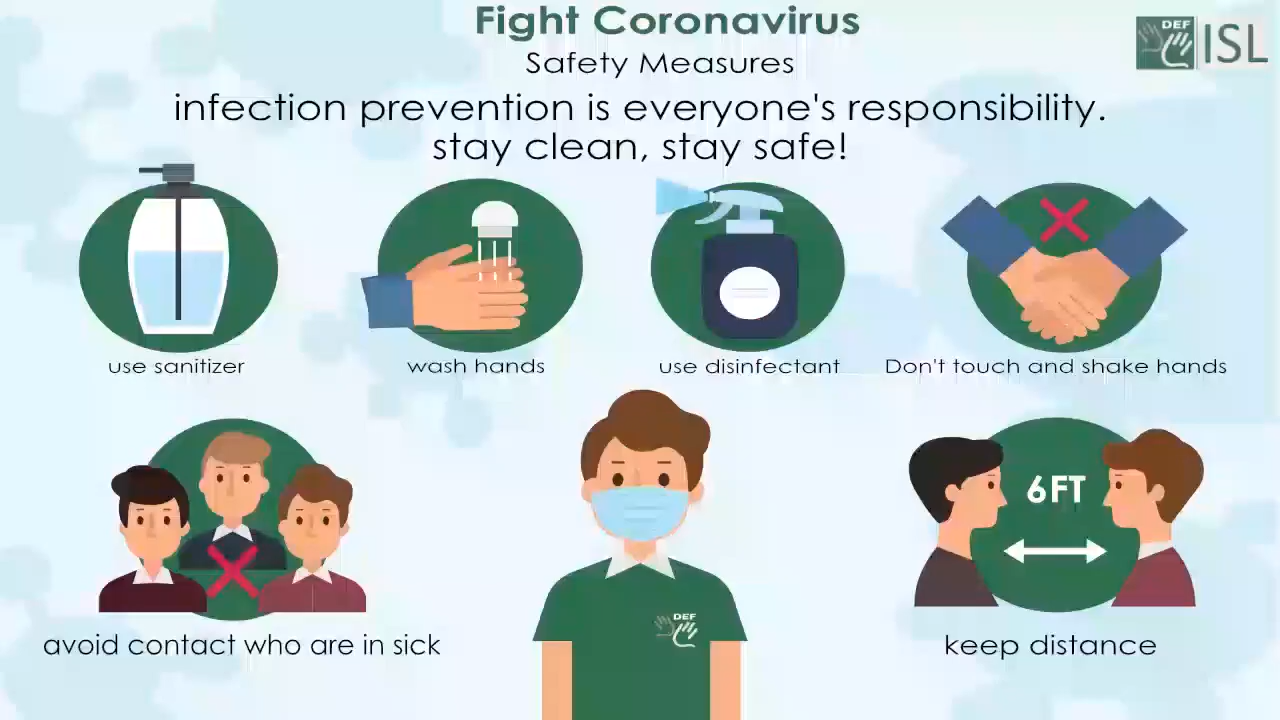 Fight Coronavirus
DEF
ISL
Safety Measures
infection prevention is everyone's responsibility.
stay clean, stay safe!
use sanitizer
wash hands
use disinfectant
Don't touch and shake hands
6FT
DEF
avoid contact who are in sick
keep distance